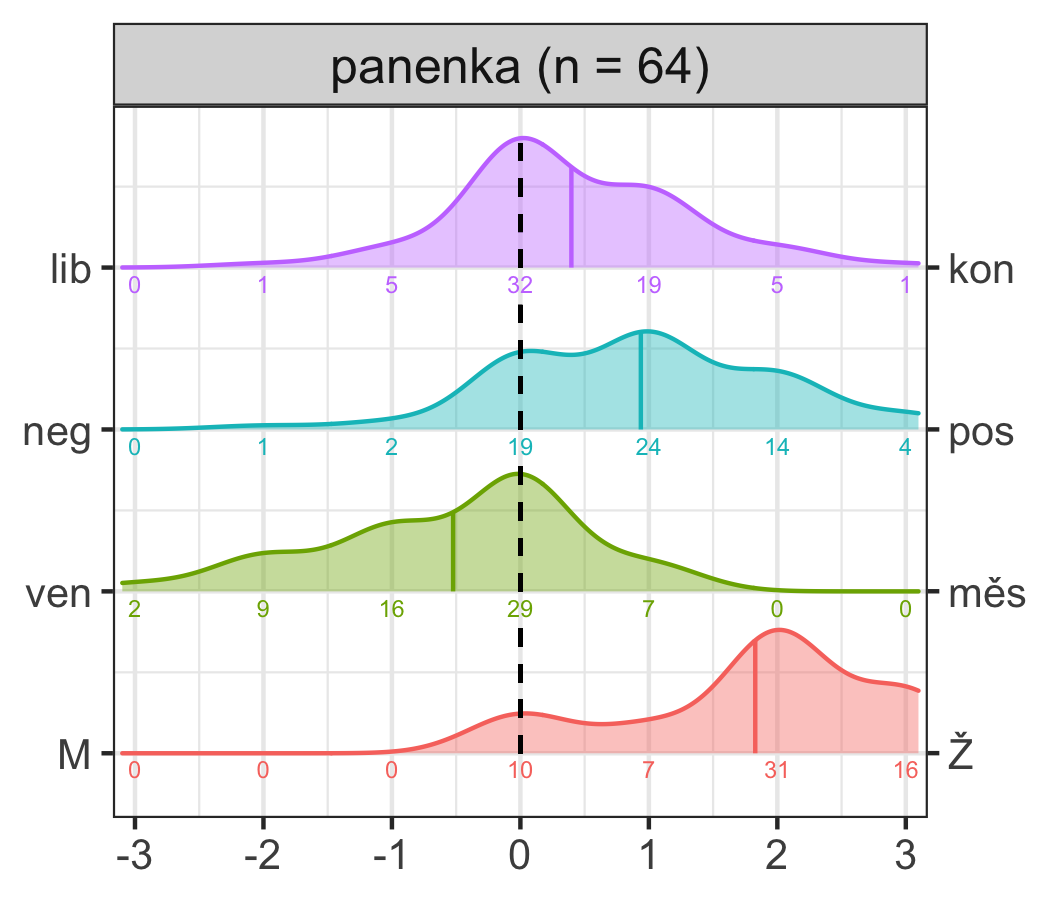 panenka (n = 64)
lib kon
0 1 5 32 19 5 1
neg pos
0 1 2 19 24 14 4
ven měs
2 9 16 29 7 0 0
M Ž
0 0 0 10 7 31 16
-3 -2 -1 0 1 2 3